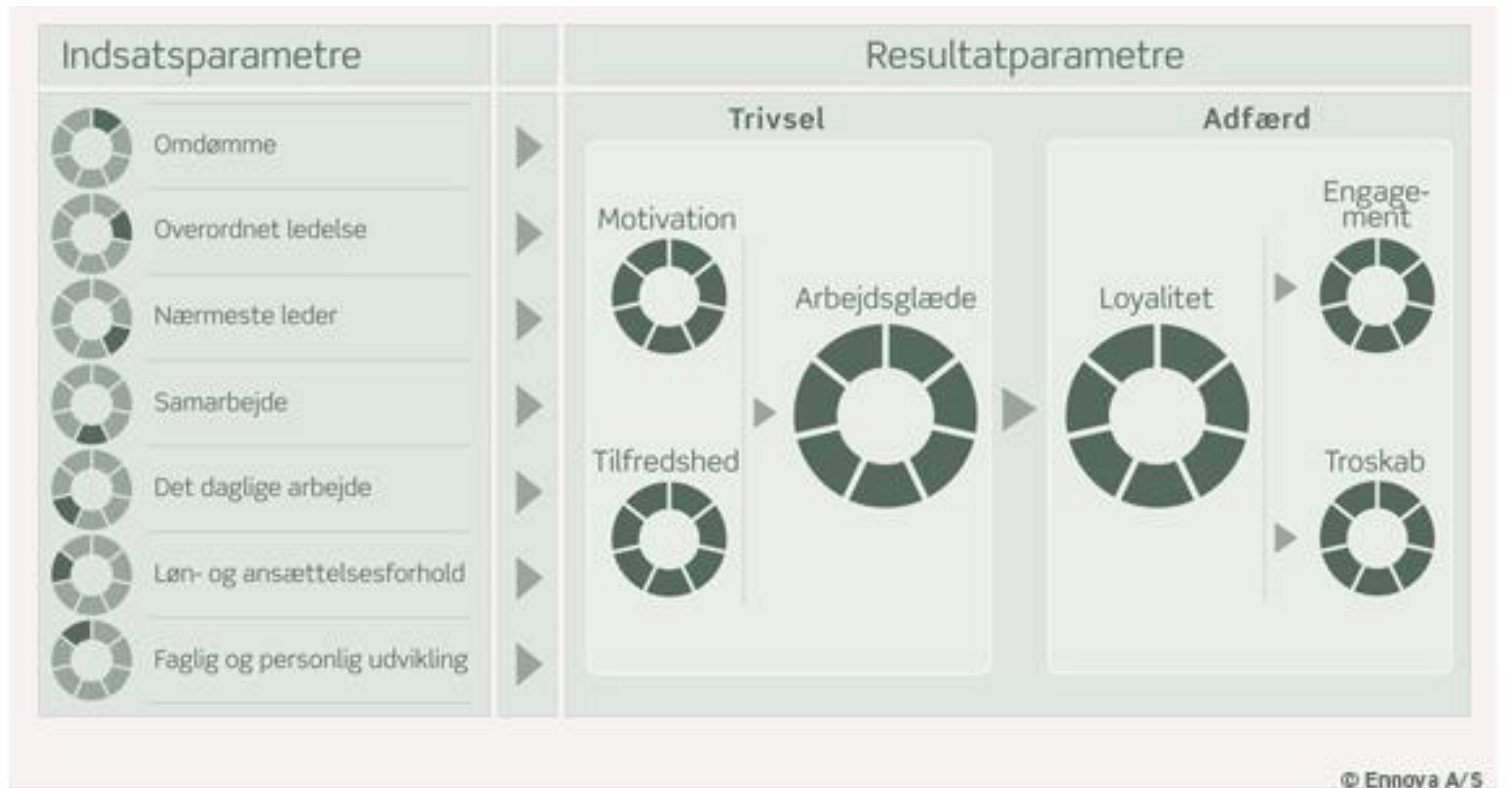 Indsatsparametre
Resultatparametre
Omdømme
Overordnet ledelse
Nærmeste leder
Samarbejde
Det daglige arbejde
Løn- og ansættelsesforhold
Faglig og personlig udvikling
Trivsel
Motivation
Tilfredshed
Arbejdsglæde
Adfærd
Loyalitet
Engage-
ment
Troskab
© Ennova A/S